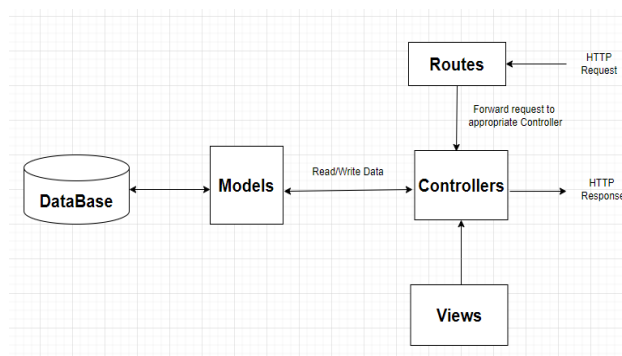 Routes
HTTP
Request
Forward request to
appropriate Controller
Read/Write Data
DataBase
Models
Controllers
HTTP
Response
Views